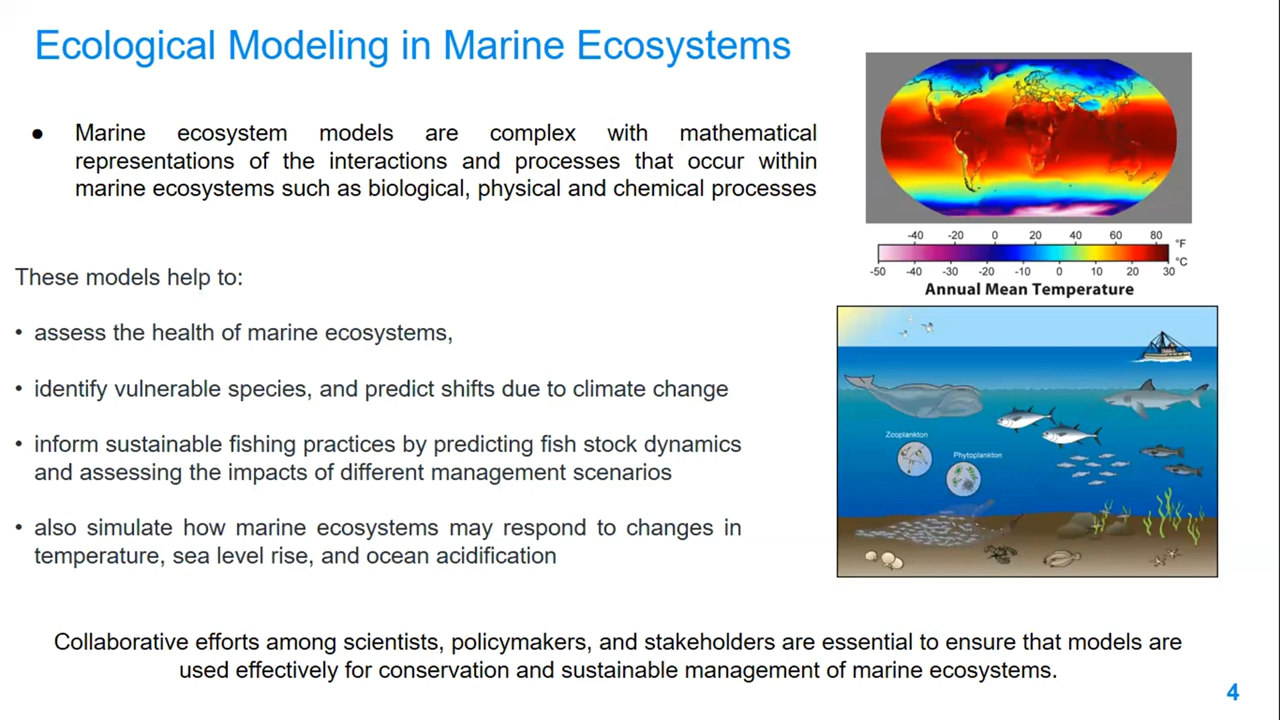 Ecological Modeling in Marine Ecosystems
● Marine ecosystem models are complex with mathematical
representations of the interactions and processes that occur within
marine ecosystems such as biological, physical and chemical processes
These models help to:
• assess the health of marine ecosystems,
• identify vulnerable species, and predict shifts due to climate change
• inform sustainable fishing practices by predicting fish stock dynamics
and assessing the impacts of different management scenarios
• also simulate how marine ecosystems may respond to changes in
temperature, sea level rise, and ocean acidification
-40 -20 0 20 40 60 80 °F
-50 -40 -30 -20 -10 0 10 20 30 °C
Annual Mean Temperature
Zooplankton
Phytoplankton
Collaborative efforts among scientists, policymakers, and stakeholders are essential to ensure that models are
used effectively for conservation and sustainable management of marine ecosystems.
4